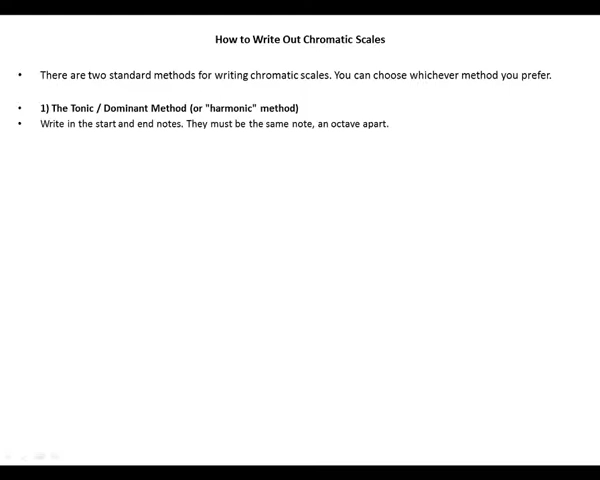 How to Write Out Chromatic Scales
• There are two standard methods for writing chromatic scales. You can choose whichever method you prefer.
• 1) The Tonic / Dominant Method (or "harmonic" method)
• Write in the start and end notes. They must be the same note, an octave apart.